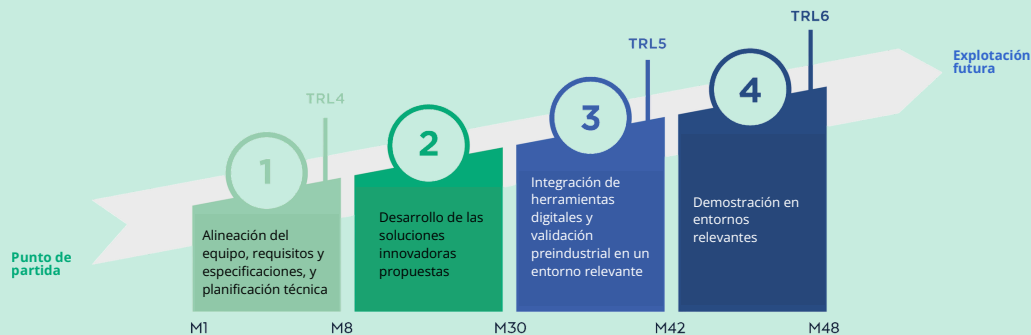 Punto de
partida
1
TRL4
Alineación del
equipo, requisitos y
especificaciones, y
planificación técnica
2
Desarrollo de las
soluciones
innovadoras
propuestas
3
TRL5
Integración de
herramientas
digitales y
validación
preindustrial en un
entorno relevante
4
TRL6
Demostración en
entornos
relevantes
Explotación
futura
M1
M8
M30
M42
M48